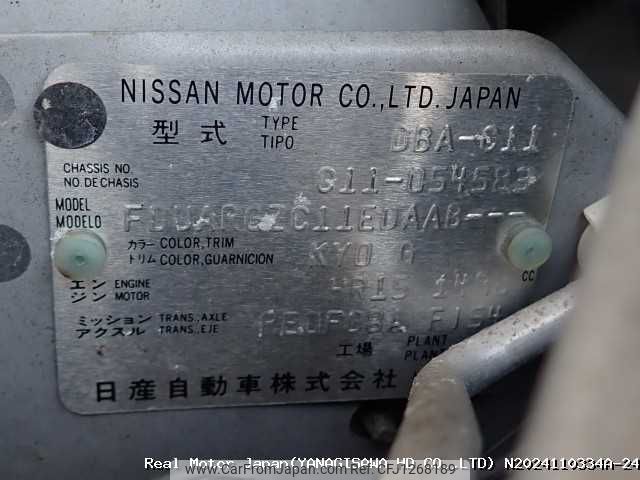 NISSAN MOTOR CO.,LTD. JAPAN
型式 TYPE TIPO DBA-G11
CHASSIS NO. NO. DE CHASIS G11-054583
MODEL MODELO
カラー COLOR,TRIM トリム COLOR,GUARNICION KY0 G
エンジン ENGINE MOTOR HR15 CC
ミッション TRANS.,AXLE アクスル TRANS.,EJE
工場 PLANT
日産自動車株式会社
Real Motor Japan(YANAGISAWA HD CO.,LTD) N2024110334A-24
www.carfromjapan.com
CarFromJapan - CFJ1268169